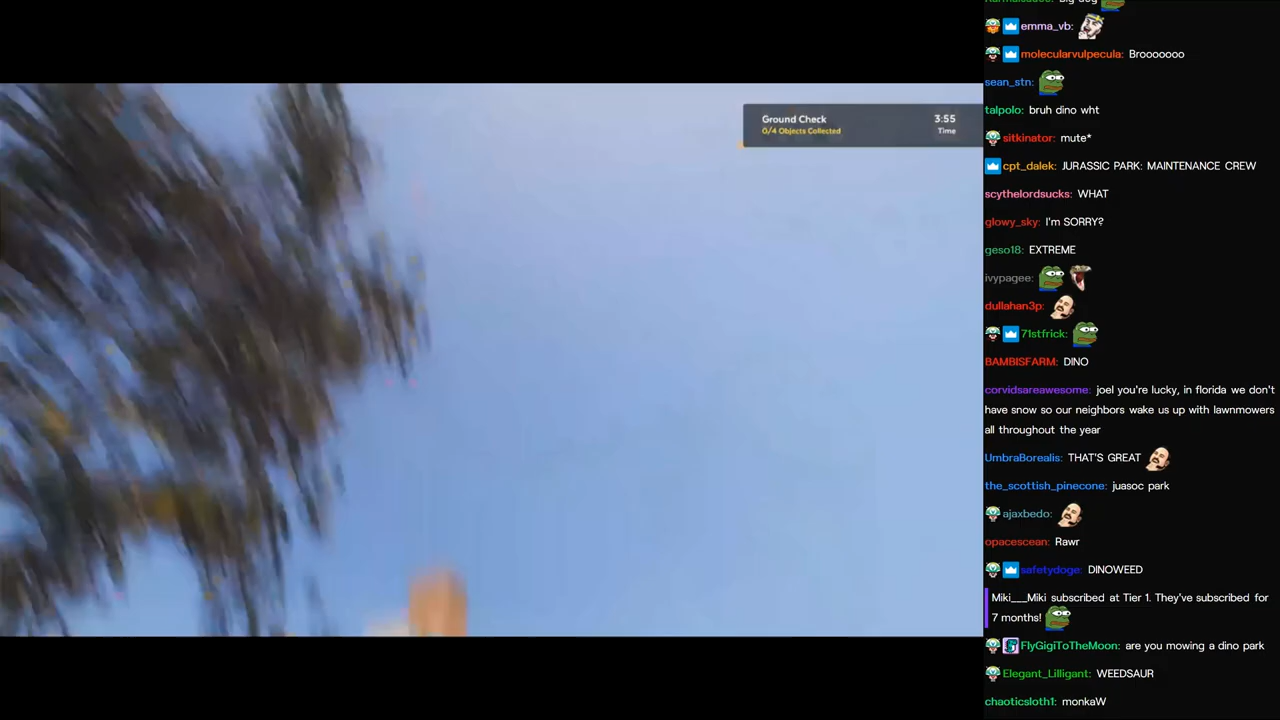 Ground Check
3:55
0/4 Objects Collected
Time
emma_vb:
molecularvulpecula: Brooooooo
sean_stn:
talpolo: bruh dino wht
sitkinator: mute*
cpt_dalek: JURASSIC PARK: MAINTENANCE CREW
scythelordsucks: WHAT
glowy_sky: I'm SORRY?
geso18: EXTREME
ivypagee:
dullahan3p:
71stfrick:
BAMBISFARM: DINO
corvidsareawesome: joel you're lucky, in florida we don't
have snow so our neighbors wake us up with lawnmowers
all throughout the year
UmbraBorealis: THAT'S GREAT
the_scottish_pinecone: juasoc park
ajaxbedo:
opacescean: Rawr
safetydoge: DINOWEED
Miki___Miki subscribed at Tier 1. They've subscribed for
7 months!
FlyGigiToTheMoon: are you mowing a dino park
Elegant_Lilligant: WEEDSAUR
chaoticsloth1: monkaW